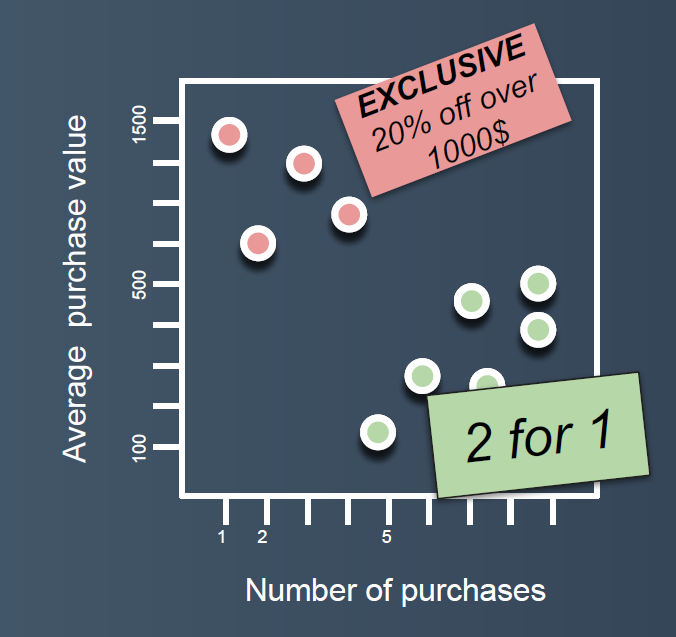 EXCLUSIVE
20% off over
1000$
Average purchase value
1500
500
100
2 for 1
1 2 5
Number of purchases